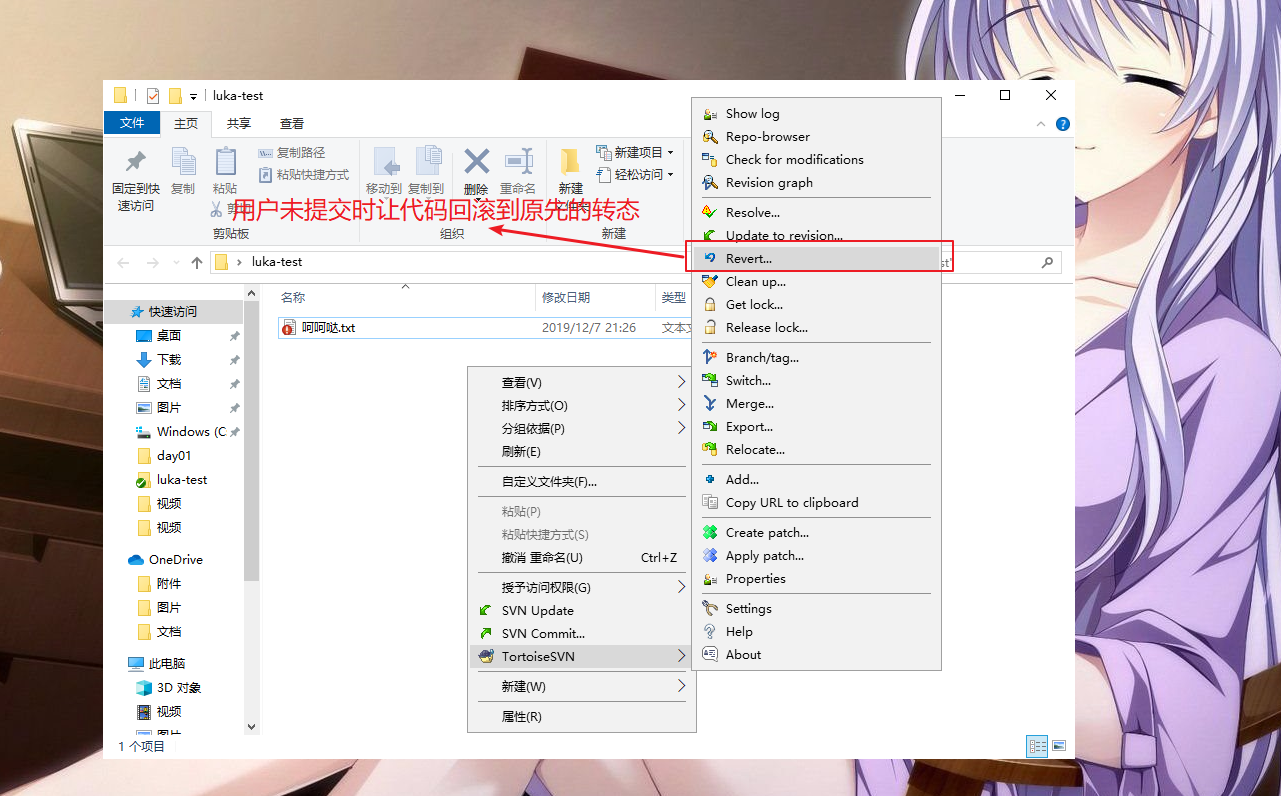 luka-test
文件 主页 共享 查看
固定到快速访问
复制
粘贴
复制路径
粘贴快捷方式
剪贴板
移动到 复制到 删除 重命名
组织
新建
新建项目
轻松访问
新建
用户未提交时让代码回滚到原先的转态
luka-test
名称 修改日期 类型
呵呵哒.txt 2019/12/7 21:26 文本文
快速访问
桌面
下载
文档
图片
Windows (C
day01
luka-test
视频
视频
OneDrive
附件
图片
文档
此电脑
3D 对象
视频
图片
1 个项目
查看(V)
排序方式(O)
分组依据(P)
刷新(E)
自定义文件夹(F)...
粘贴(P)
粘贴快捷方式(S)
撤消 重命名(U) Ctrl+Z
授予访问权限(G)
SVN Update
SVN Commit...
TortoiseSVN
新建(W)
属性(R)
Show log
Repo-browser
Check for modifications
Revision graph
Resolve...
Update to revision...
Revert...
Clean up...
Get lock...
Release lock...
Branch/tag...
Switch...
Merge...
Export...
Relocate...
Add...
Copy URL to clipboard
Create patch...
Apply patch...
Properties
Settings
Help
About